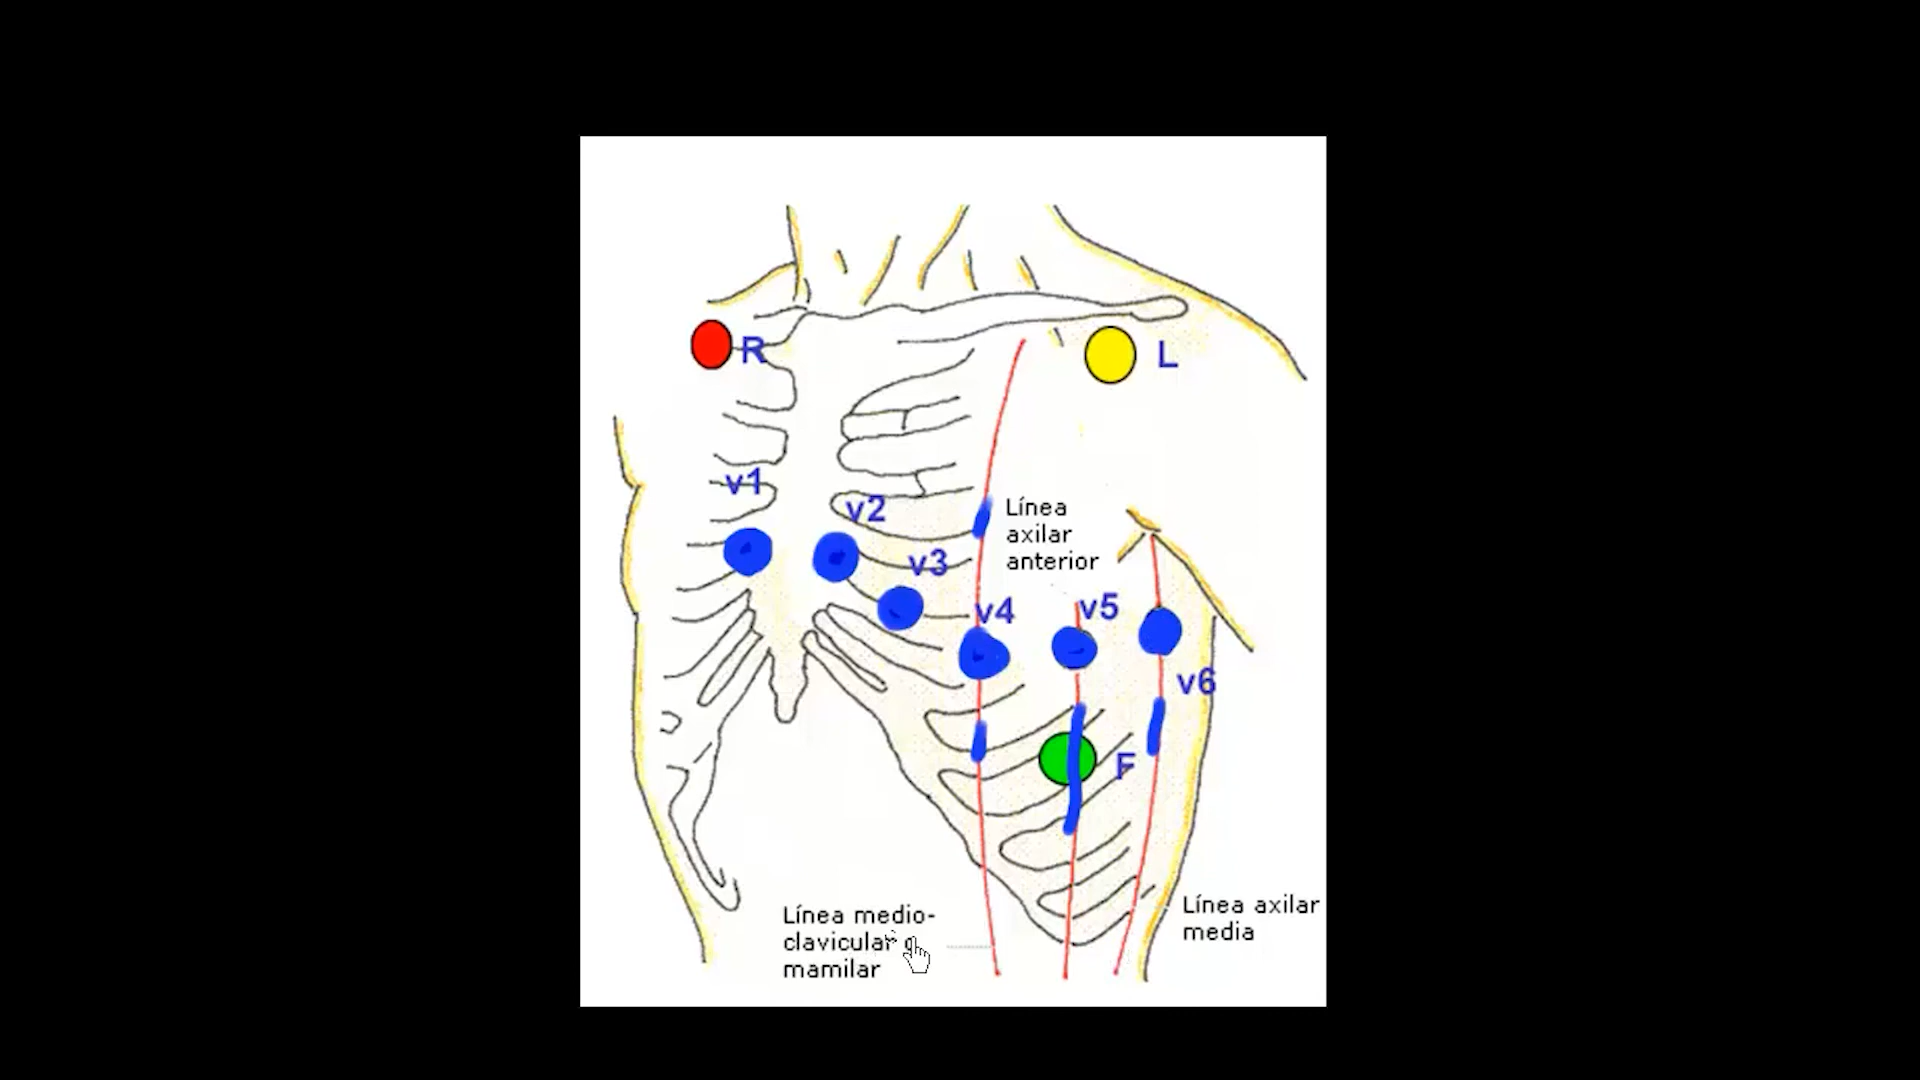 R
L
v1
v2
Línea
axilar
anterior
v3
v4
v5
v6
F
Línea medio-
clavicular o
mamilar
Línea axilar
media